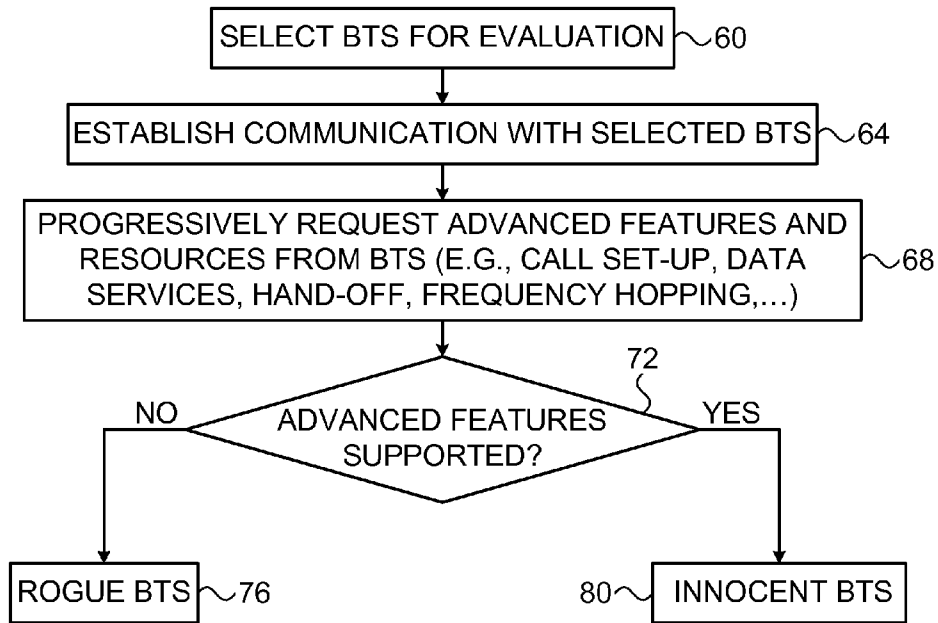 SELECT BTS FOR EVALUATION 60
ESTABLISH COMMUNICATION WITH SELECTED BTS 64
PROGRESSIVELY REQUEST ADVANCED FEATURES AND
RESOURCES FROM BTS (E.G., CALL SET-UP, DATA
SERVICES, HAND-OFF, FREQUENCY HOPPING,...)
68
72
NO
YES
ADVANCED FEATURES
SUPPORTED?
ROGUE BTS 76
80 INNOCENT BTS